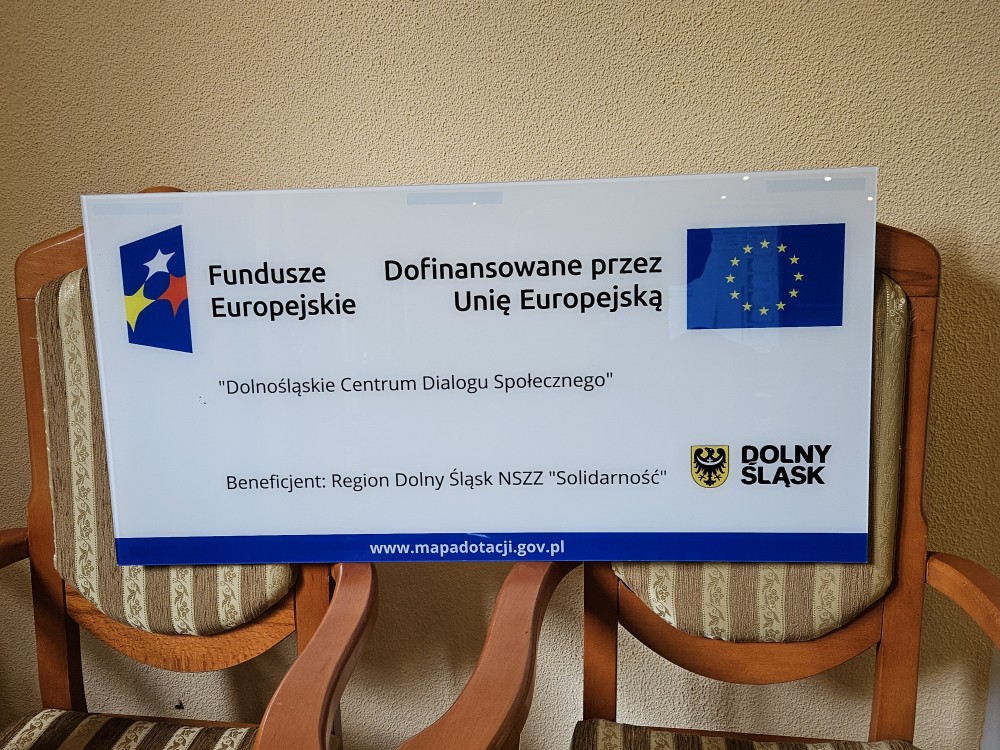 Fundusze
Europejskie
Dofinansowane przez
Unię Europejską
"Dolnośląskie Centrum Dialogu Społecznego"
Beneficjent: Region Dolny Śląsk NSZZ "Solidarność"
DOLNY
ŚLĄSK
www.mapadotacji.gov.pl